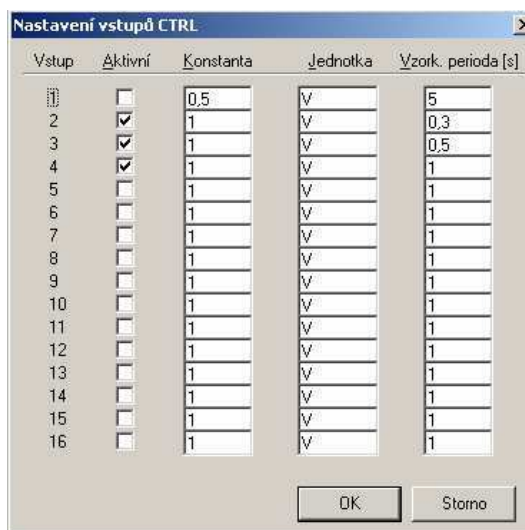 Nastavení vstupů CTRL
Vstup Aktivní Konstanta Jednotka Vzork. perioda [s]
1 0,5 V 5
2 1 V 0,3
3 1 V 0,5
4 1 V 1
5 1 V 1
6 1 V 1
7 1 V 1
8 1 V 1
9 1 V 1
10 1 V 1
11 1 V 1
12 1 V 1
13 1 V 1
14 1 V 1
15 1 V 1
16 1 V 1
OK Storno